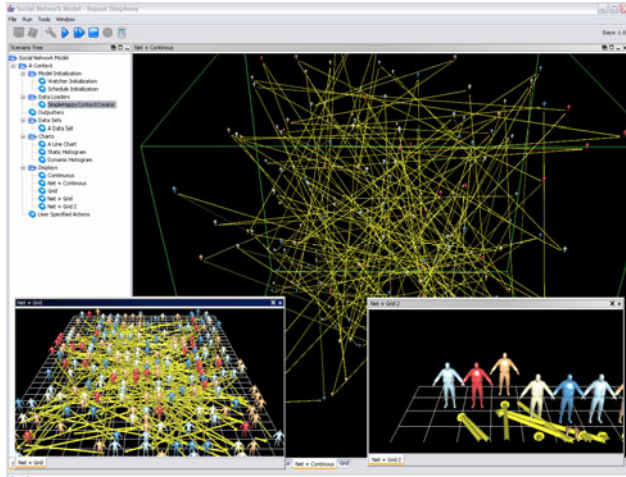 Social Network Model - Repast Simphony
File Run Tools Window
Days: 1.0
Scenario Tree
Net + Continous
Social Network Model
A Context
Model Initialization
Watcher Initialization
Schedule Initialization
Data Loaders
SimpleHappyContextCreator
Outputters
Data Sets
A Data Set
Charts
A Line Chart
Static Histogram
Dynamic Histogram
Displays
Continuous
Net + Continous
Grid
Net + Grid
Net + Grid 2
User Specified Actions
Net + Grid
Net + Grid 2
Net + Grid
Net + Continous
Grid
Net + Grid 2